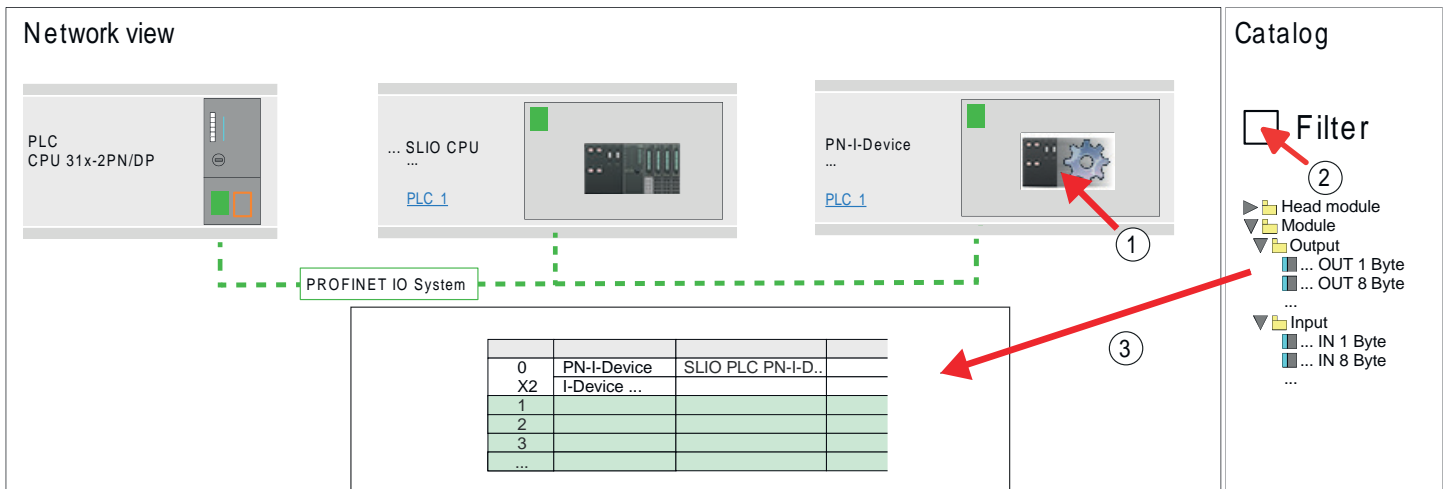 Network view
PLC
CPU 31x-2PN/DP
... SLIO CPU
...
PLC_1
PN-I-Device
...
PLC_1
1
PROFINET IO System
0 PN-I-Device SLIO PLC PN-I-D..
X2 I-Device ...
1
2
3
...
3
Catalog
Filter
2
Head module
Module
Output
... OUT 1 Byte
... OUT 8 Byte
...
Input
... IN 1 Byte
... IN 8 Byte
...